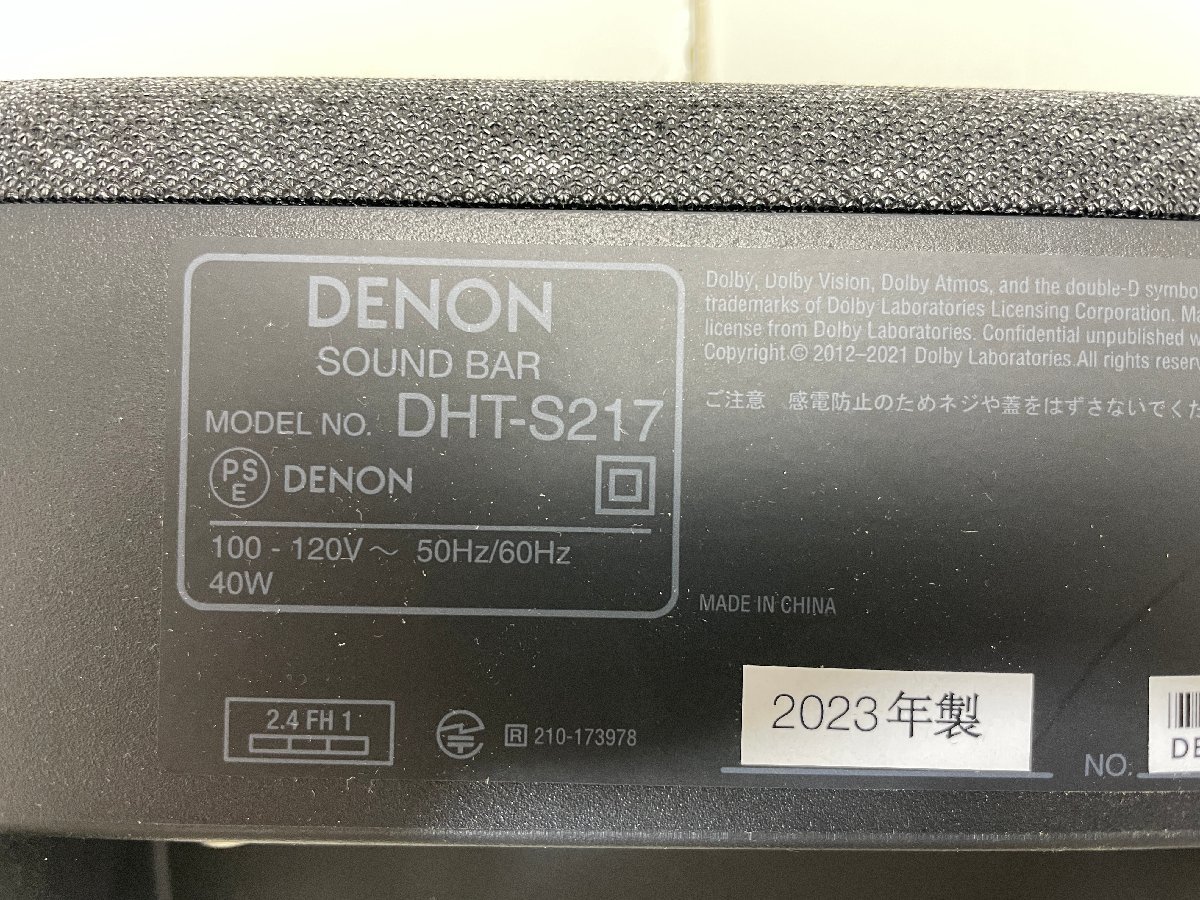 DENON
SOUND BAR
MODEL NO. DHT-S217
PS
E
DENON
100 - 120V～ 50Hz/60Hz
40W
Dolby, Dolby Vision, Dolby Atmos, and the double-D symbo
trademarks of Dolby Laboratories Licensing Corporation. Ma
license from Dolby Laboratories. Confidential unpublished w
Copyright © 2012–2021 Dolby Laboratories.All rights reserve
ご注意 感電防止のためネジや蓋をはずさないでくだ
MADE IN CHINA
2.4 FH 1
R 210-173978
2023年製
NO.
DE